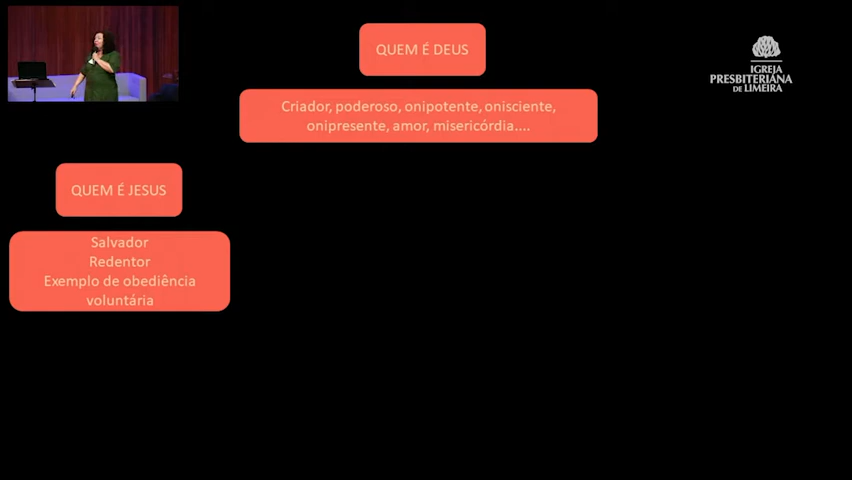 QUEM É DEUS
Criador, poderoso, onipotente, onisciente,
onipresente, amor, misericórdia....
IGREJA
PRESBITERIANA
DE LIMEIRA
QUEM É JESUS
Salvador
Redentor
Exemplo de obediência
voluntária